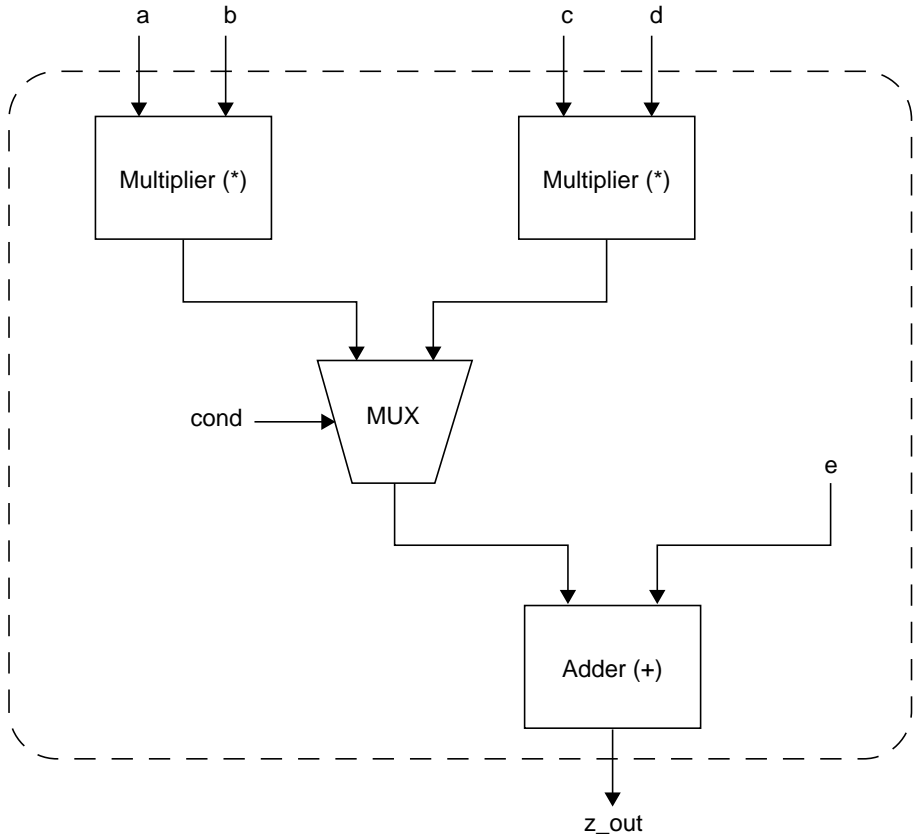 a b c d
Multiplier (*) Multiplier (*)
cond MUX
e
Adder (+)
z_out